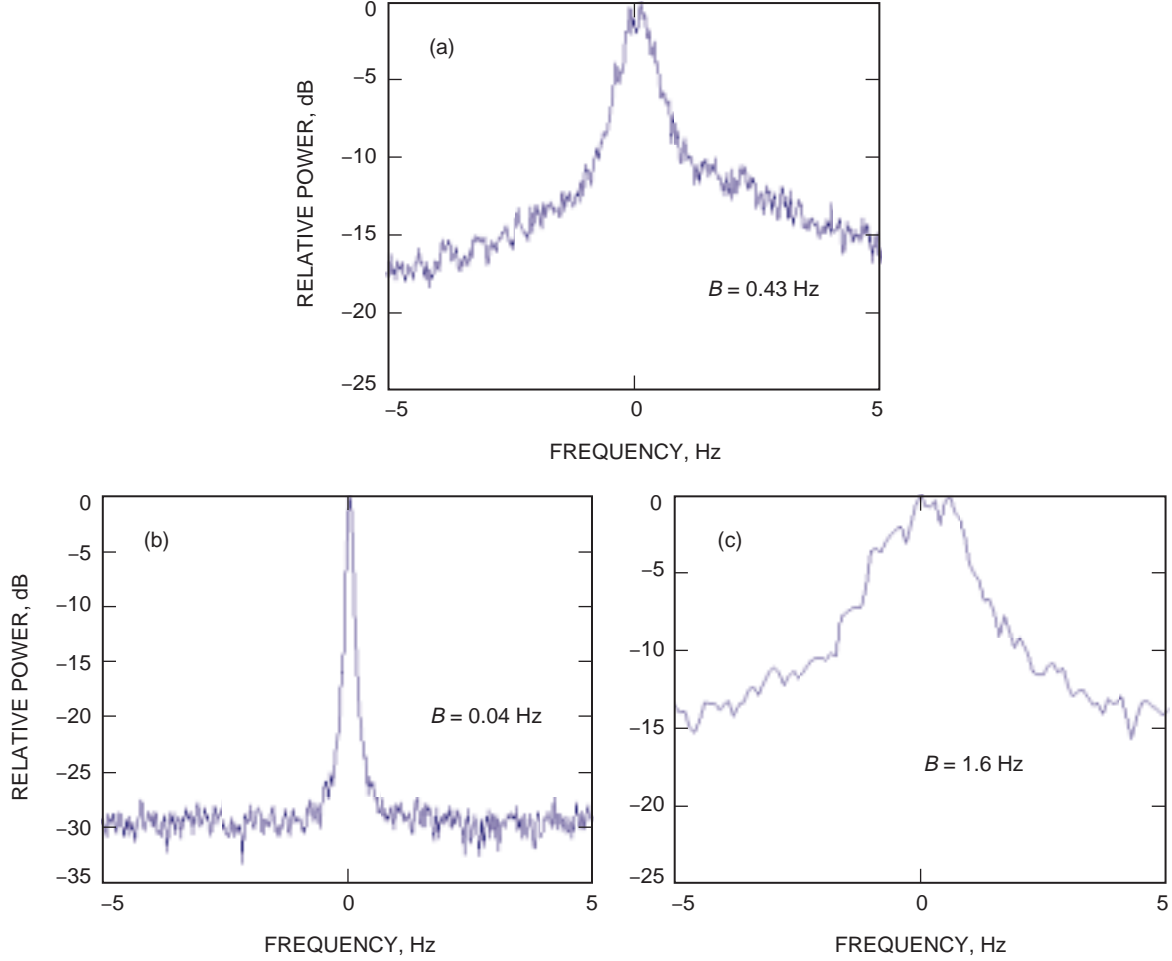 (a)
RELATIVE POWER, dB
0
−5
−10
−15
−20
−25
B = 0.43 Hz
−5
0
5
FREQUENCY, Hz
(b)
RELATIVE POWER, dB
0
−5
−10
−15
−20
−25
−30
−35
B = 0.04 Hz
−5
0
5
FREQUENCY, Hz
(c)
0
−5
−10
−15
−20
−25
B = 1.6 Hz
−5
0
5
FREQUENCY, Hz